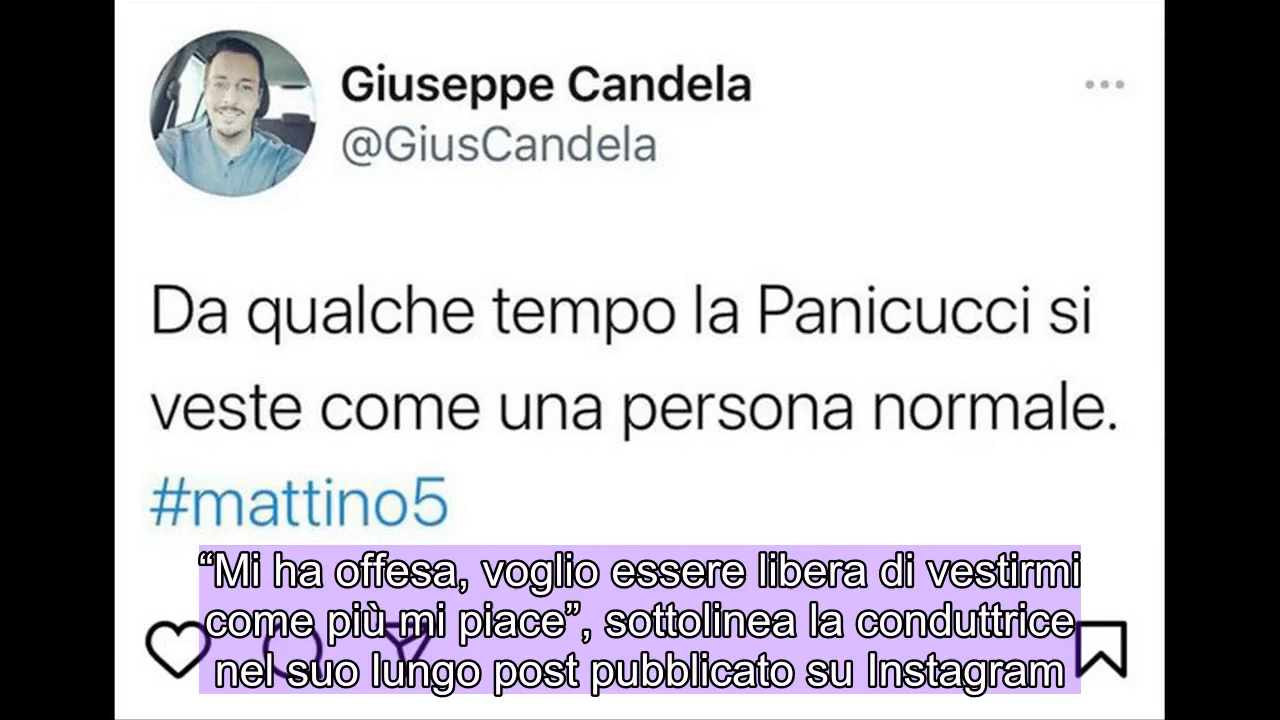 Giuseppe Candela
@GiusCandela
Da qualche tempo la Panicucci si
veste come una persona normale.
#mattino5
“Mi ha offesa, voglio essere libera di vestirmi
come più mi piace”, sottolinea la conduttrice
nel suo lungo post pubblicato su Instagram